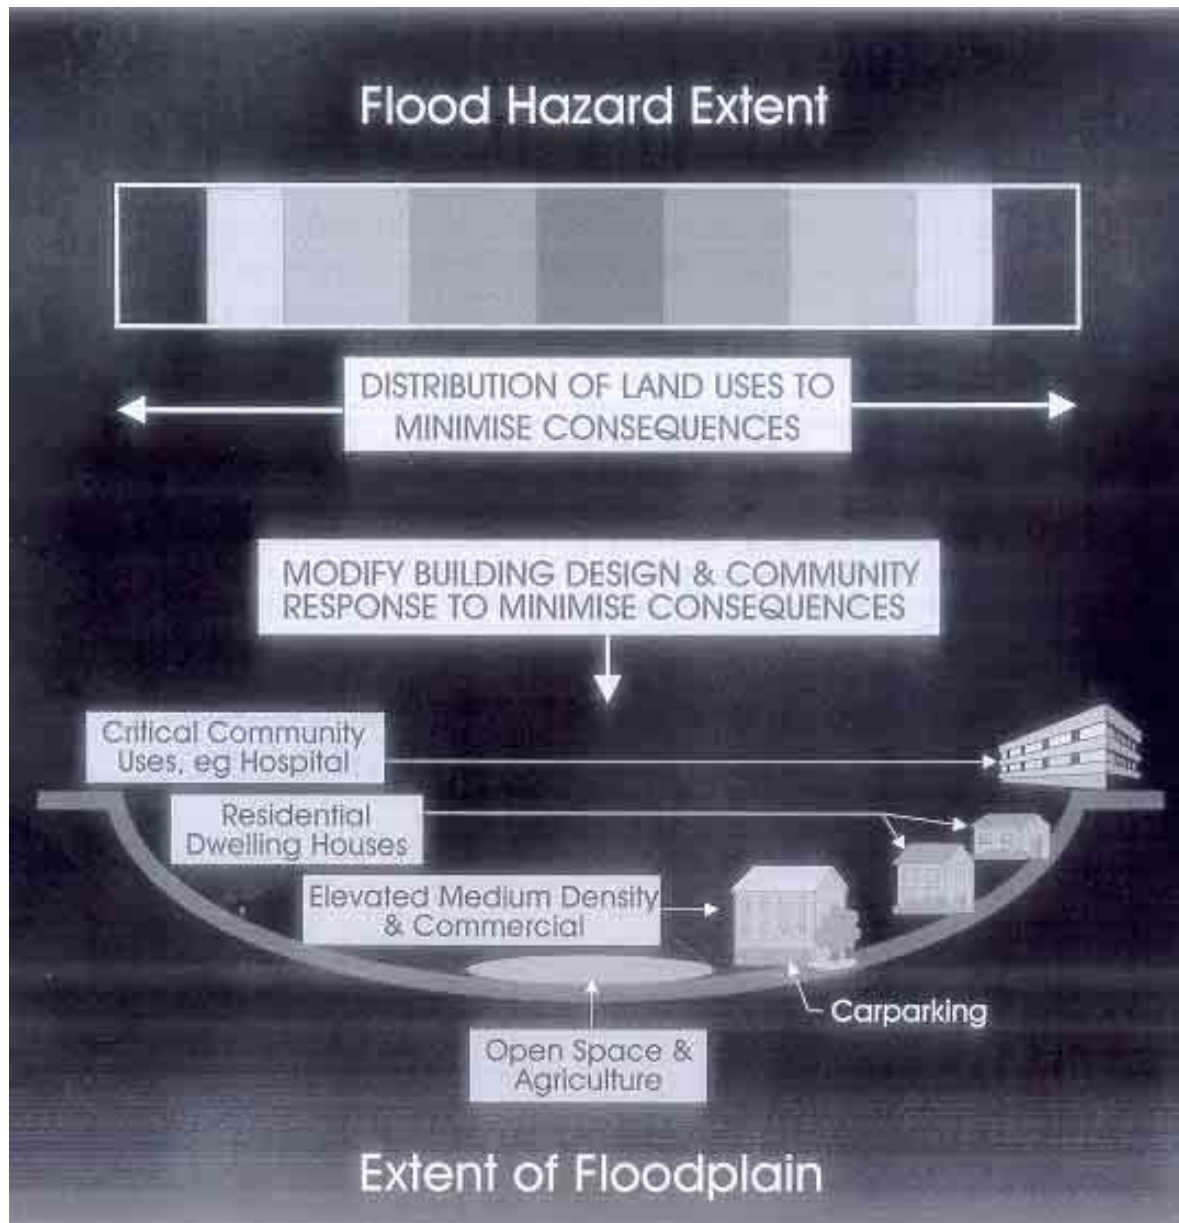 Flood Hazard Extent
DISTRIBUTION OF LAND USES TO
MINIMISE CONSEQUENCES
MODIFY BUILDING DESIGN & COMMUNITY
RESPONSE TO MINIMISE CONSEQUENCES
Critical Community
Uses, eg Hospital
Residential
Dwelling Houses
Elevated Medium Density
& Commercial
Carparking
Open Space &
Agriculture
Extent of Floodplain